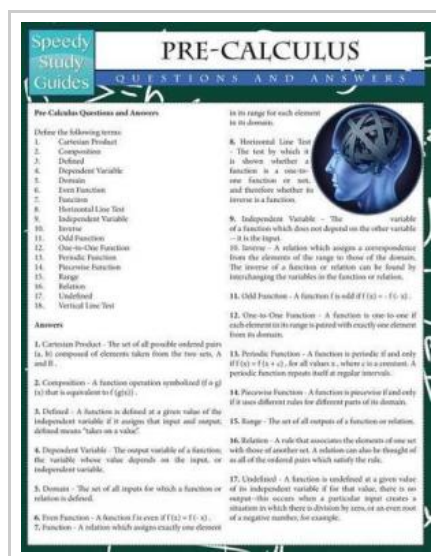 Speedy
Study
Guides
PRE-CALCULUS
QUESTIONS AND ANSWERS
Pre-Calculus Questions and Answers
Define the following terms:
1. Cartesian Product
2. Composition
3. Defined
4. Dependent Variable
5. Domain
6. Even Function
7. Function
8. Horizontal Line Test
9. Independent Variable
10. Inverse
11. Odd Function
12. One-to-One Function
13. Periodic Function
14. Piecewise Function
15. Range
16. Relation
17. Undefined
18. Vertical Line Test
Answers
1. Cartesian Product - The set of all possible ordered pairs
(a, b) composed of elements taken from the two sets, A
and B .
2. Composition - A function operation symbolized (f o g)
(x) that is equivalent to f (g(x)) .
3. Defined - A function is defined at a given value of the
independent variable if it assigns that input and output;
defined means "takes on a value".
4. Dependent Variable - The output variable of a function;
the variable whose value depends on the input, or
independent variable.
5. Domain - The set of all inputs for which a function or
relation is defined.
6. Even Function - A function f is even if f (x) = f (- x) .
7. Function - A relation which assigns exactly one element
in its range for each element
in its domain.
8. Horizontal Line Test
- The test by which it
is shown whether a
function is a one-to-
one function or not,
and therefore whether its
inverse is a function.
9. Independent Variable - The variable
of a function which does not depend on the other variable
—it is the input.
10. Inverse - A relation which assigns a correspondence
from the elements of the range to those of the domain.
The inverse of a function or relation can be found by
interchanging the variables in the function or relation.
11. Odd Function - A function f is odd if f (x) = - f (- x) .
12. One-to-One Function - A function is one-to-one if
each element in its range is paired with exactly one element
from its domain.
13. Periodic Function - A function is periodic if and only
if f (x) = f (x + c) , for all values x , where c is a constant. A
periodic function repeats itself at regular intervals.
14. Piecewise Function - A function is piecewise if and only
if it uses different rules for different parts of its domain.
15. Range - The set of all outputs of a function or relation.
16. Relation - A rule that associates the elements of one set
with those of another set. A relation can also be thought of
as all of the ordered pairs which satisfy the rule.
17. Undefined - A function is undefined at a given value
of its independent variable if for that value, there is no
output—this occurs when a particular input creates a
situation in which there is division by zero, or an even root
of a negative number, for example.